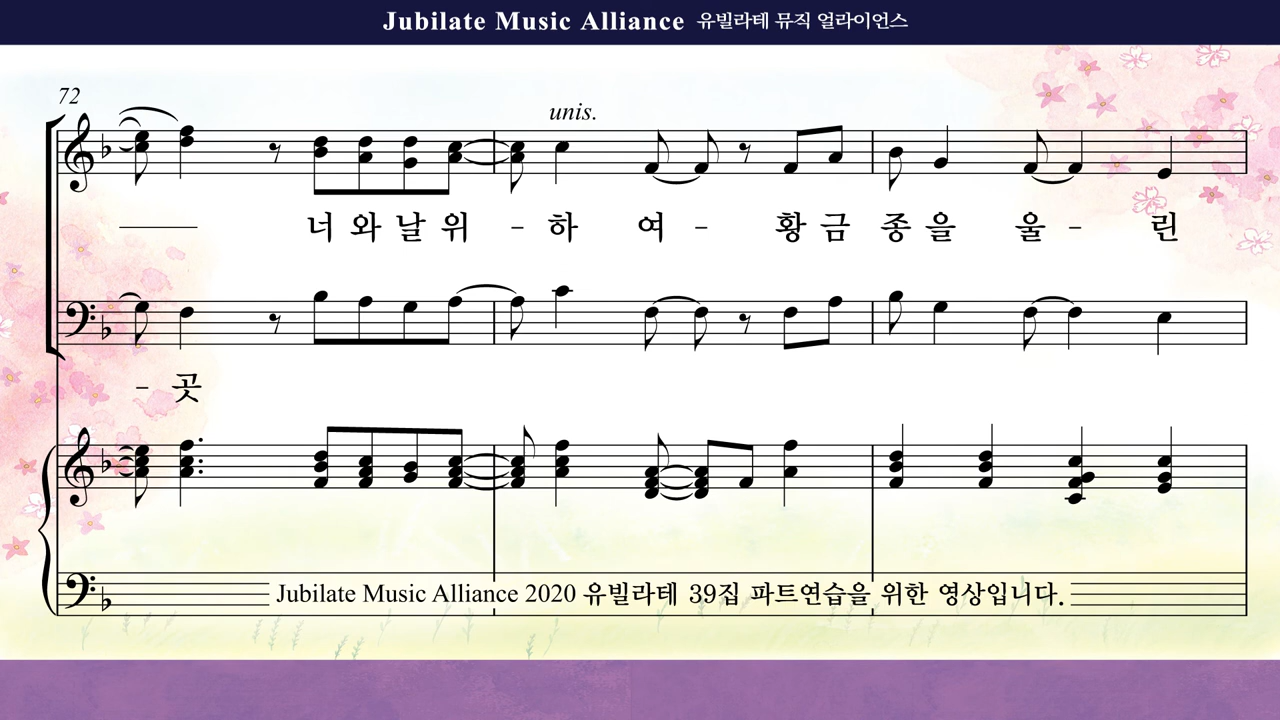 Jubilate Music Alliance 유빌라테 뮤직 얼라이언스
72
unis.
너 와 날 위 - 하 여 - 황 금 종 을 울 - 린
- 곳
Jubilate Music Alliance 2020 유빌라테 39집 파트연습을 위한 영상입니다.